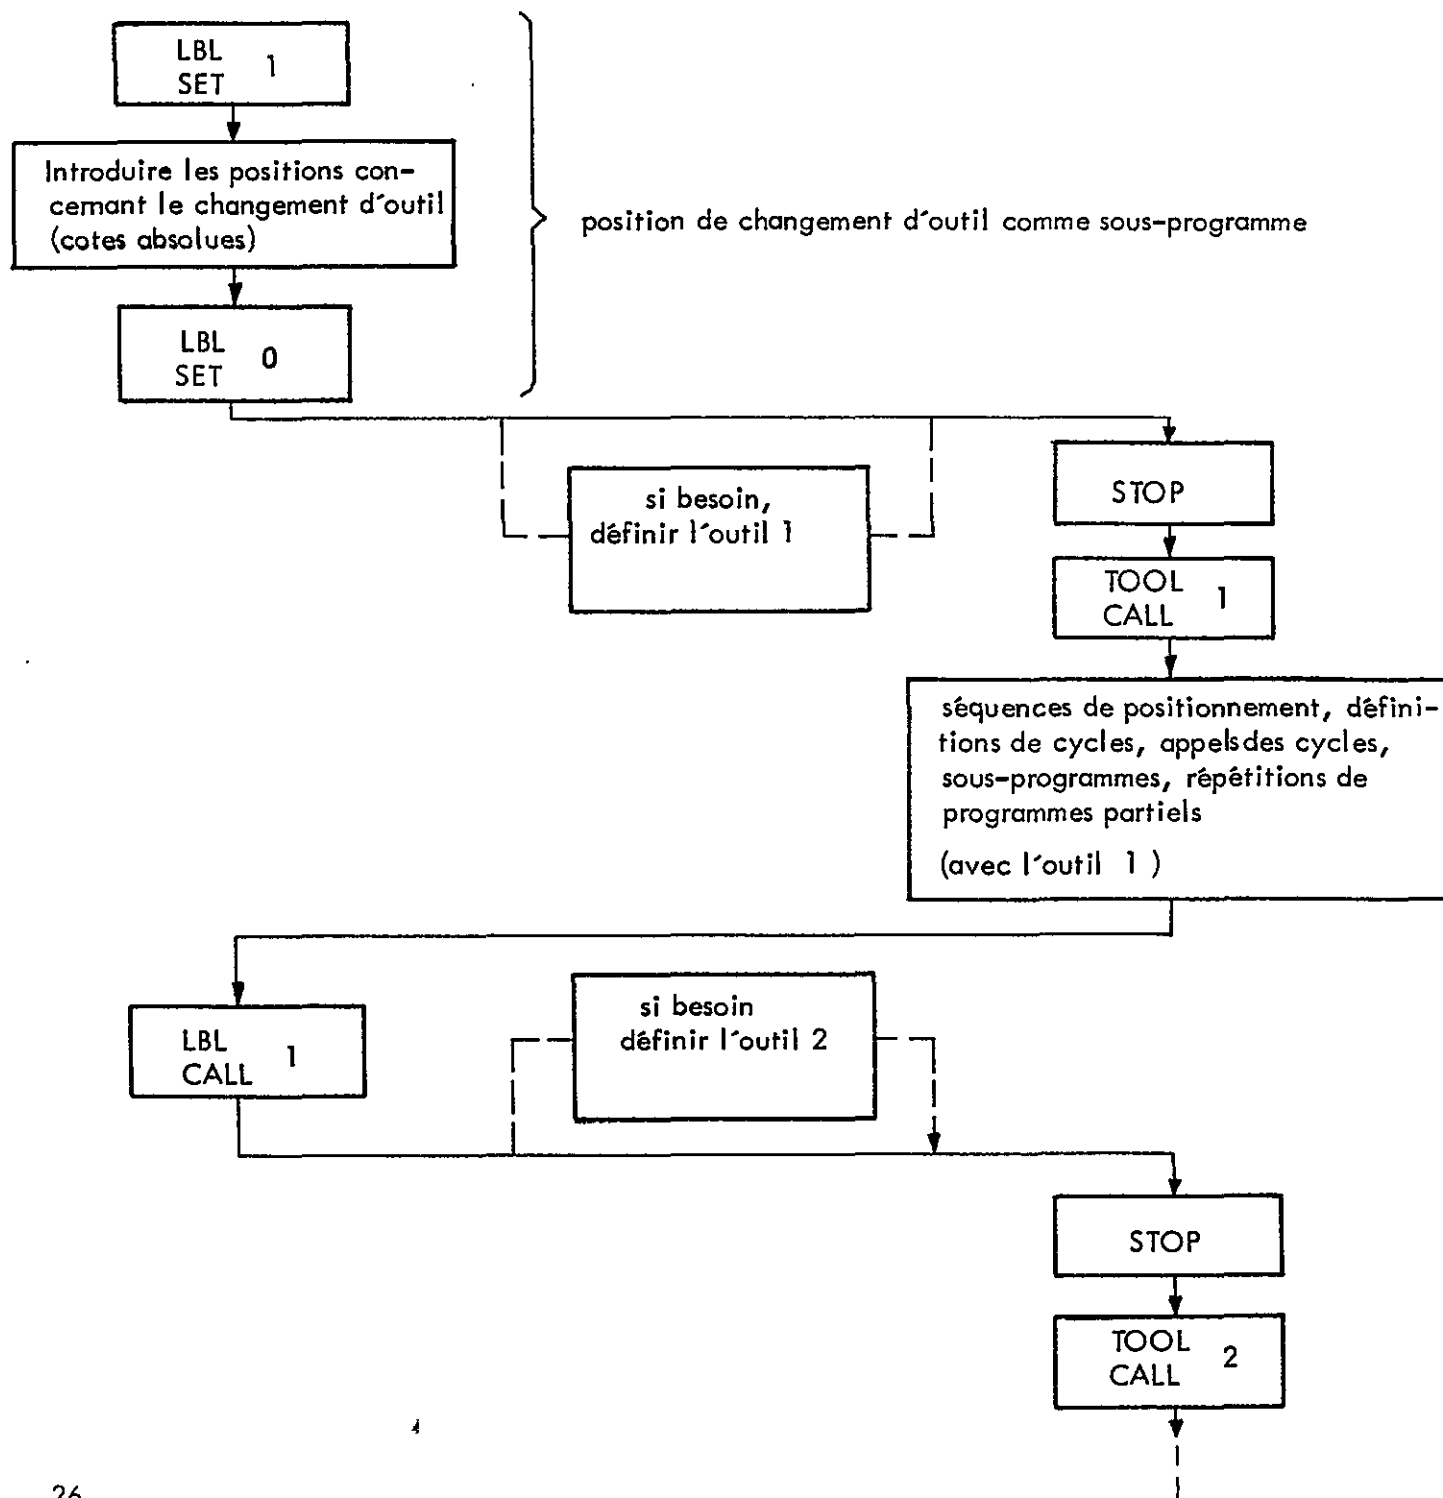 LBL
SET 1
Introduire les positions con-
cernant le changement d'outil
(cotes absolues)
position de changement d'outil comme sous-programme
LBL
SET 0
si besoin,
définir l'outil 1
STOP
TOOL
CALL 1
séquences de positionnement, défini-
tions de cycles, appelsdes cycles,
sous-programmes, répétitions de
programmes partiels
(avec l'outil 1 )
LBL
CALL 1
si besoin
définir l'outil 2
STOP
TOOL
CALL 2
26